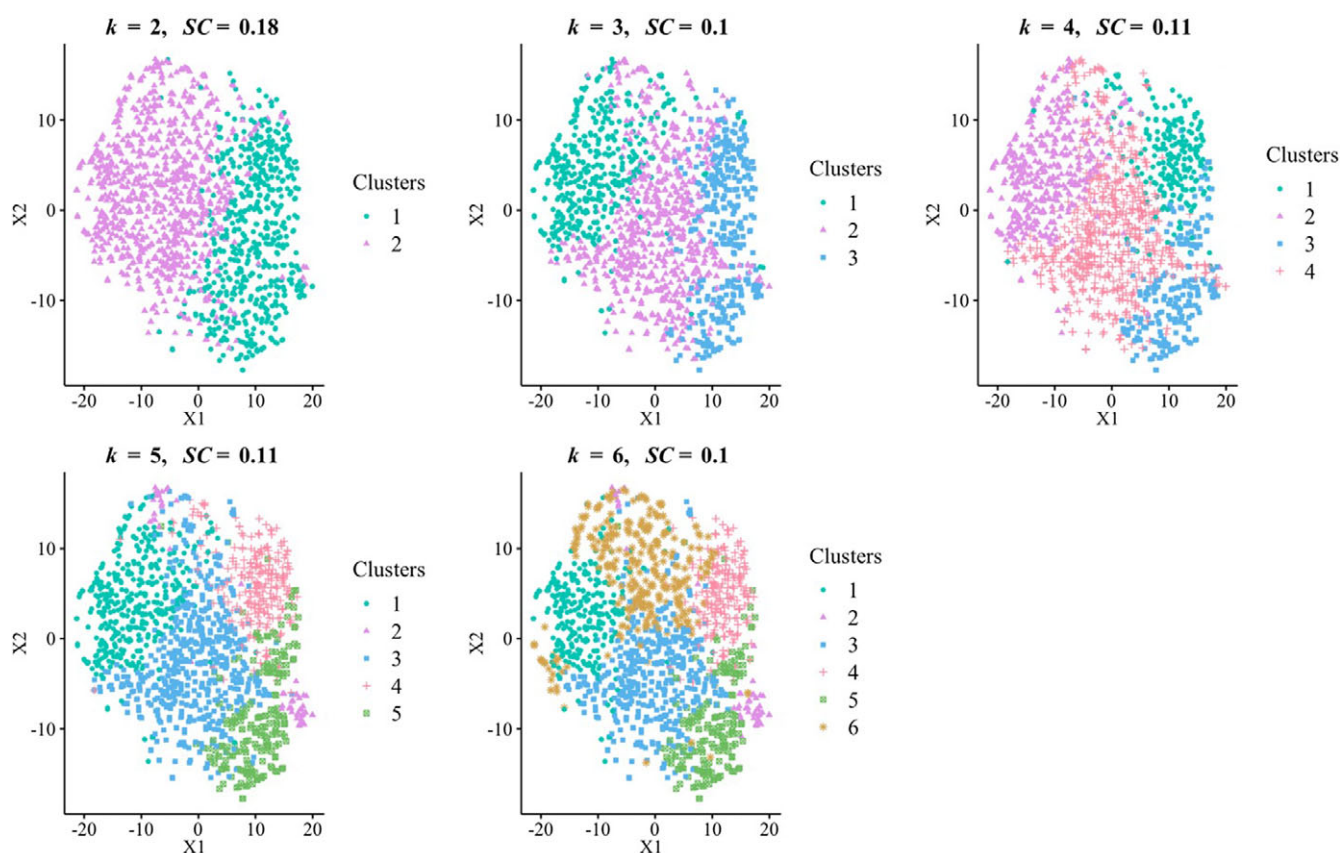 k = 2, SC = 0.18
10
0
-10
X2
-20 -10 0 10 20
X1
Clusters
1
2
k = 3, SC = 0.1
10
0
-10
X2
-20 -10 0 10 20
X1
Clusters
1
2
3
k = 4, SC = 0.11
10
0
-10
X2
-20 -10 0 10 20
X1
Clusters
1
2
3
4
k = 5, SC = 0.11
10
0
-10
X2
-20 -10 0 10 20
X1
Clusters
1
2
3
4
5
k = 6, SC = 0.1
10
0
-10
X2
-20 -10 0 10 20
X1
Clusters
1
2
3
4
5
6